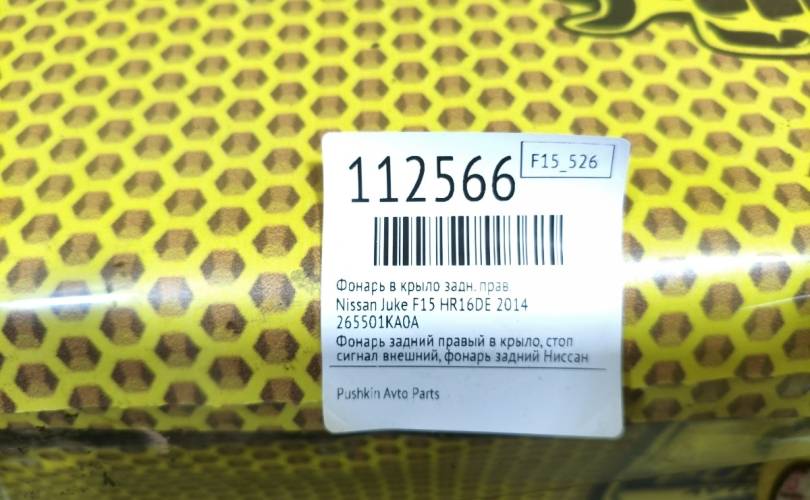 112566
F15_526
Фонарь в крыло задн. прав.
Nissan Juke F15 HR16DE 2014
265501KA0A
Фонарь задний правый в крыло, стоп
сигнал внешний, фонарь задний Ниссан
Pushkin Avto Parts